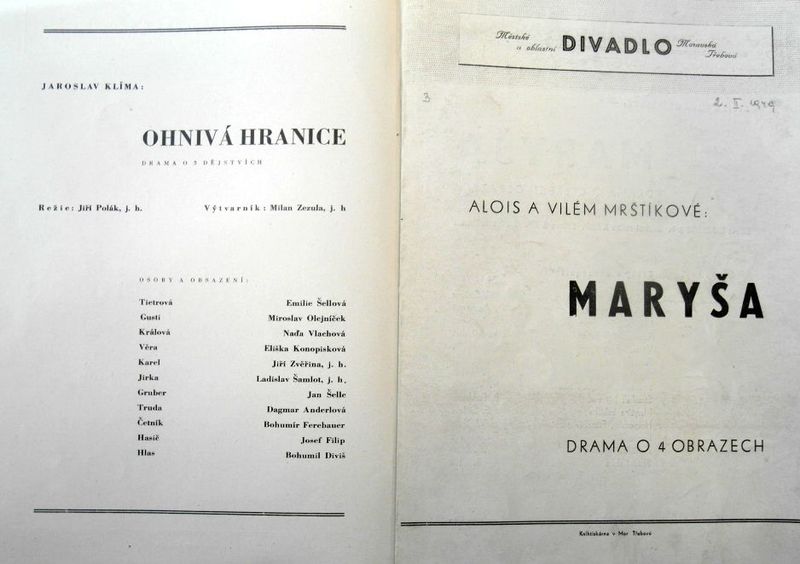 JAROSLAV KLÍMA:
OHNIVÁ HRANICE
DRAMA O 3 DĚJSTVÍCH
Režie: Jiří Polák, j. h. Výtvarník: Milan Zezula, j. h
OSOBY A OBSAZENÍ:
Tietrová Emilie Šellová
Gusti Miroslav Olejníček
Králová Naďa Vlachová
Věra Eliška Konopisková
Karel Jiří Zvěřina, j. h.
Jirka Ladislav Šamlot, j. h.
Gruber Jan Šelle
Truda Dagmar Anderlová
Četník Bohumír Ferebauer
Hasič Josef Filip
Hlas Bohumil Diviš
Městské a oblastní DIVADLO Moravská Třebová
3 2. II. 1949
ALOIS A VILÉM MRŠTÍKOVÉ:
MARYŠA
DRAMA O 4 OBRAZECH
Knihtiskárna v Mor Třebové